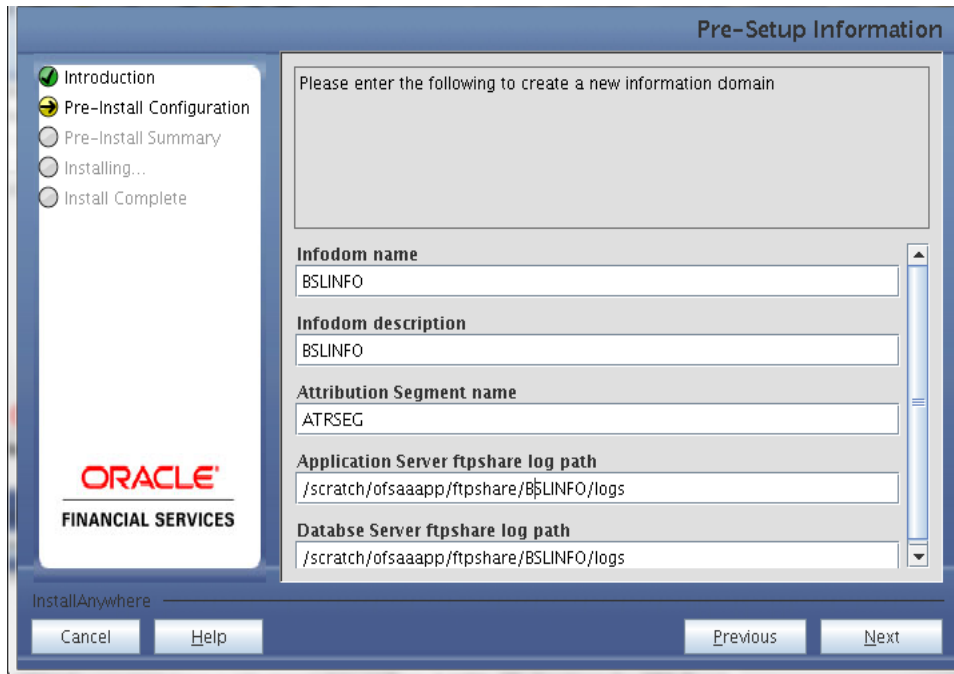 Pre-Setup Information
Introduction
Pre-Install Configuration
Pre-Install Summary
Installing...
Install Complete
ORACLE
FINANCIAL SERVICES
Please enter the following to create a new information domain
Infodom name
BSLINFO
Infodom description
BSLINFO
Attribution Segment name
ATRSEG
Application Server ftpshare log path
/scratch/ofsaaapp/ftpshare/BSLINFO/logs
Databse Server ftpshare log path
/scratch/ofsaaapp/ftpshare/BSLINFO/logs
InstallAnywhere
Cancel
Help
Previous
Next